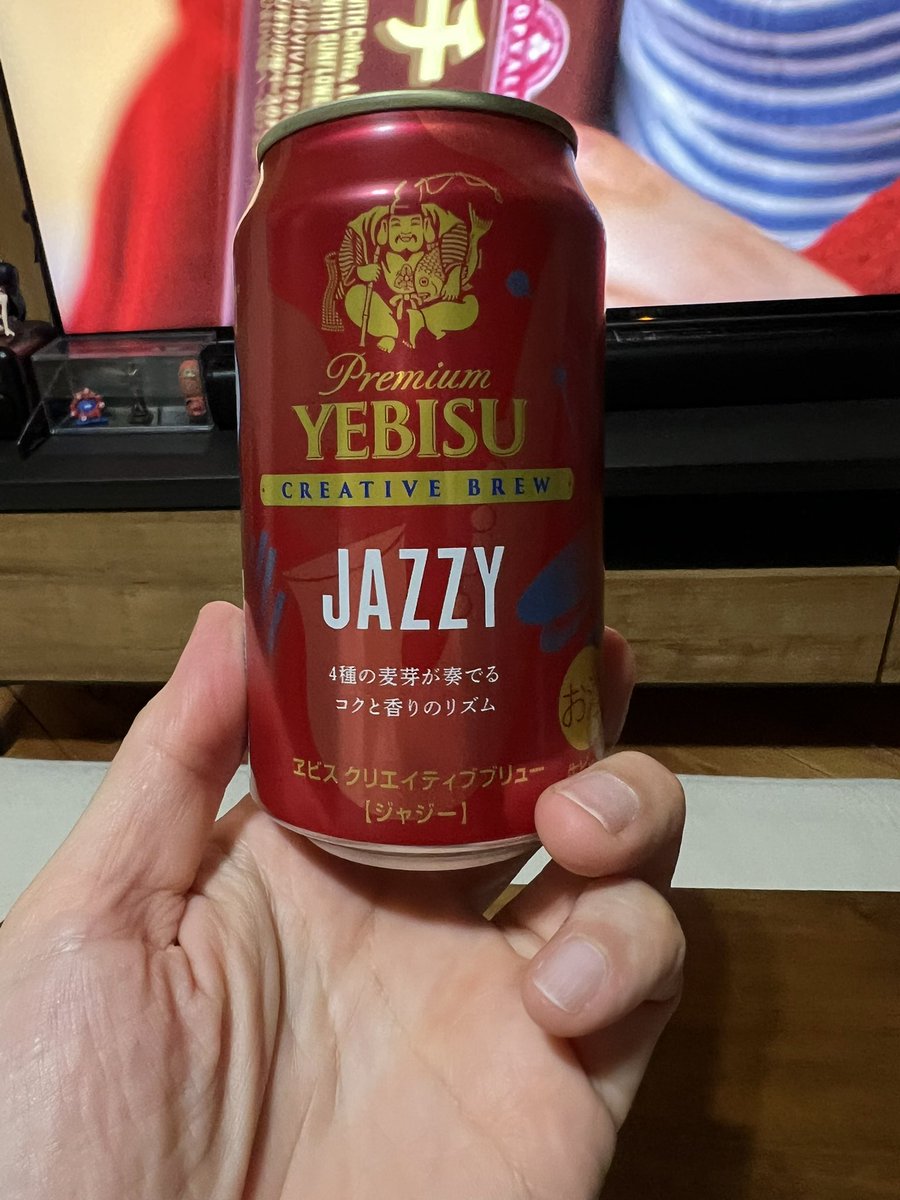 Premium
YEBISU
CREATIVE BREW
JAZZY
4種の麦芽が奏でる
コクと香りのリズム
お酒
ヱビス クリエイティブブリュー
【ジャジー】